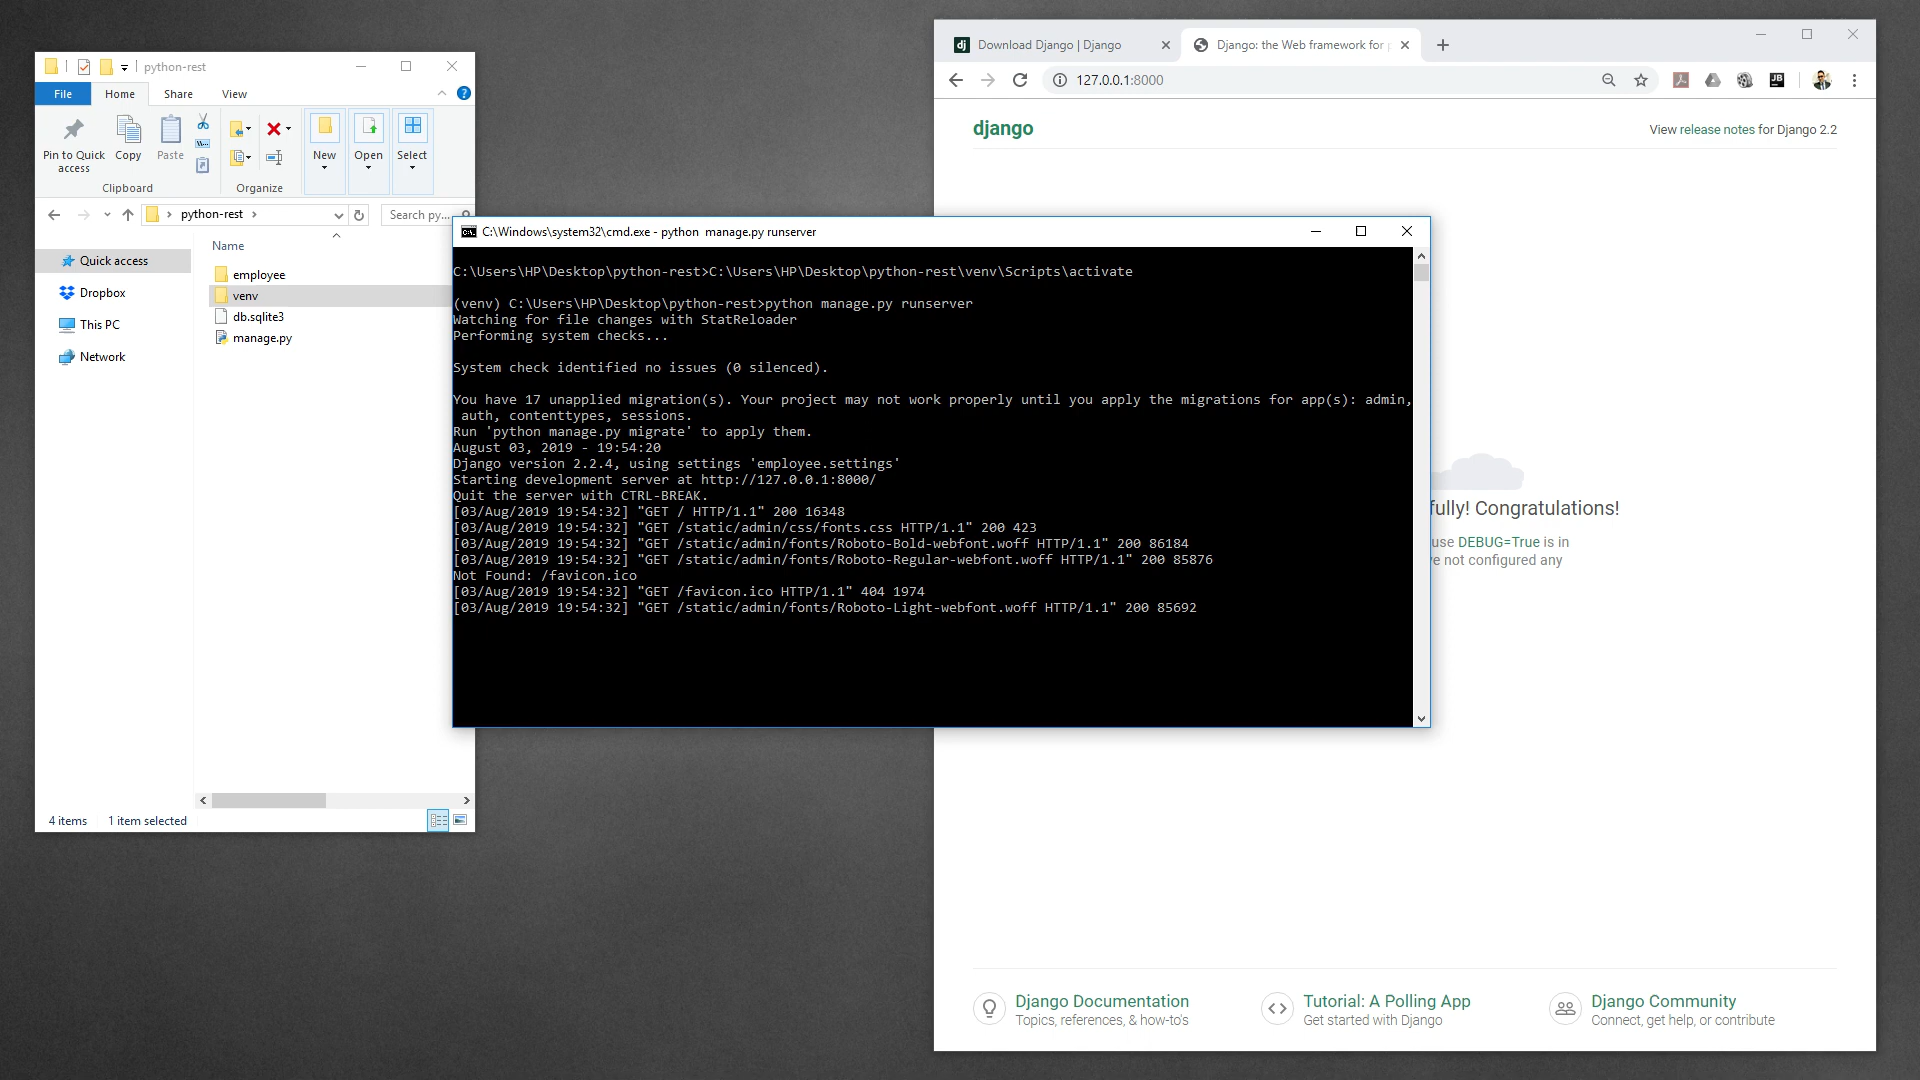 python-rest
File
Home
Share
View
Pin to Quick access
Copy
Paste
New
Open
Select
Clipboard
Organize
python-rest
Search py...
Name
Quick access
Dropbox
This PC
Network
employee
venv
db.sqlite3
manage.py
4 items
1 item selected
Download Django | Django
Django: the Web framework for
127.0.0.1:8000
django
View release notes for Django 2.2
C:\Windows\system32\cmd.exe - python  manage.py runserver
C:\Users\HP\Desktop\python-rest>C:\Users\HP\Desktop\python-rest\venv\Scripts\activate
(venv) C:\Users\HP\Desktop\python-rest>python manage.py runserver
Watching for file changes with StatReloader
Performing system checks...
System check identified no issues (0 silenced).
You have 17 unapplied migration(s). Your project may not work properly until you apply the migrations for app(s): admin,
auth, contenttypes, sessions.
Run 'python manage.py migrate' to apply them.
August 03, 2019 - 19:54:20
Django version 2.2.4, using settings 'employee.settings'
Starting development server at http://127.0.0.1:8000/
Quit the server with CTRL-BREAK.
[03/Aug/2019 19:54:32] "GET / HTTP/1.1" 200 16348
[03/Aug/2019 19:54:32] "GET /static/admin/css/fonts.css HTTP/1.1" 200 423
[03/Aug/2019 19:54:32] "GET /static/admin/fonts/Roboto-Bold-webfont.woff HTTP/1.1" 200 86184
[03/Aug/2019 19:54:32] "GET /static/admin/fonts/Roboto-Regular-webfont.woff HTTP/1.1" 200 85876
Not Found: /favicon.ico
[03/Aug/2019 19:54:32] "GET /favicon.ico HTTP/1.1" 404 1974
[03/Aug/2019 19:54:32] "GET /static/admin/fonts/Roboto-Light-webfont.woff HTTP/1.1" 200 85692
fully! Congratulations!
use DEBUG=True is in
ve not configured any
Django Documentation
Topics, references, & how-to's
Tutorial: A Polling App
Get started with Django
Django Community
Connect, get help, or contribute